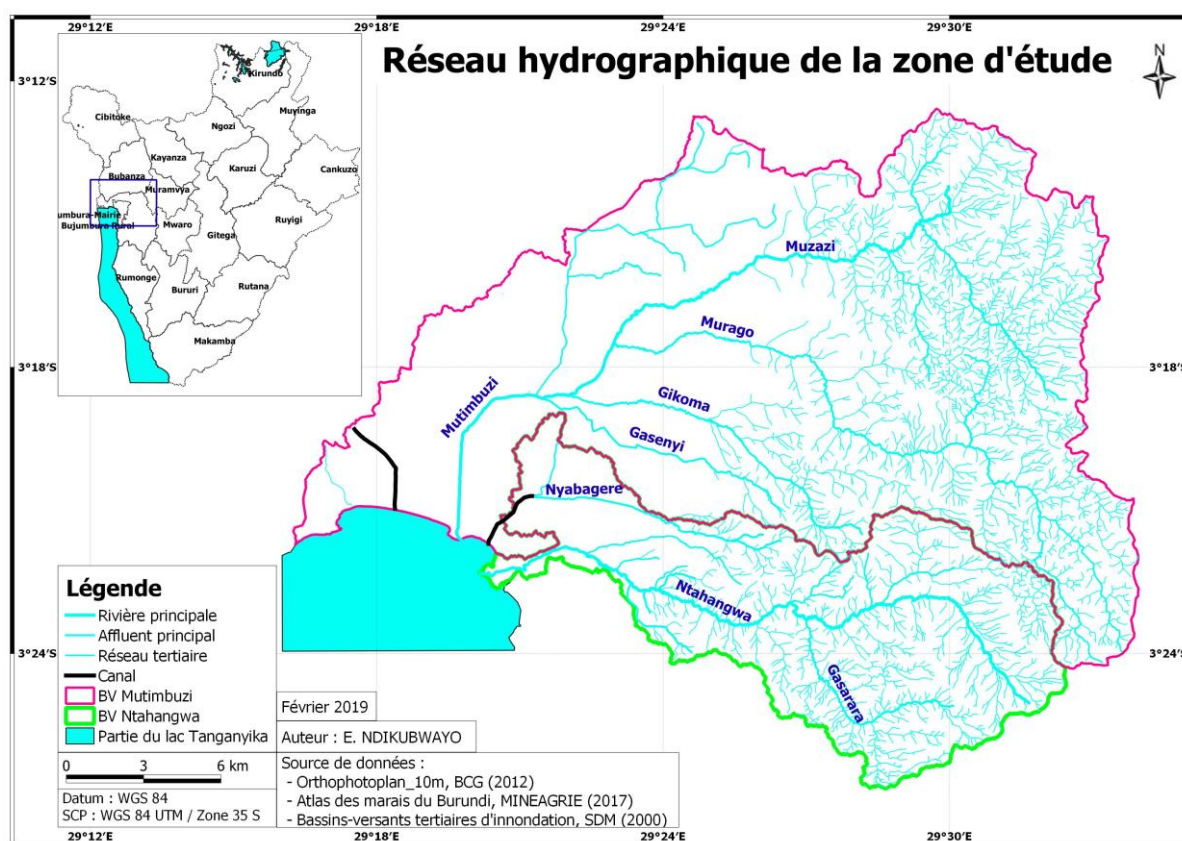 29°12'E 29°18'E 29°24'E 29°30'E
Réseau hydrographique de la zone d'étude
N
3°12'S
3°12'S
Kirundo
Muyinga
Cibitoke
Ngozi
Kayanza
Karuzi
Cankuzo
Bubanza
Muramvya
Ruyigi
umbura-Mairie
Bujumbura Rural
Mwaro
Gitega
Rumonge
Bururi
Rutana
Makamba
Muzazi
Murago
3°18'S
3°18'S
Mutimbuzi
Gikoma
Gasenyi
Nyabagere
Ntahangwa
Gasarara
3°24'S
3°24'S
Légende
Rivière principale
Affluent principal
Réseau tertiaire
Canal
BV Mutimbuzi
BV Ntahangwa
Partie du lac Tanganyika
0 3 6 km
Datum : WGS 84
SCP : WGS 84 UTM / Zone 35 S
Février 2019
Auteur : E. NDIKUBWAYO
Source de données :
- Orthophotoplan_10m, BCG (2012)
- Atlas des marais du Burundi, MINEAGRIE (2017)
- Bassins-versants tertiaires d'innondation, SDM (2000)
29°12'E 29°18'E 29°24'E 29°30'E